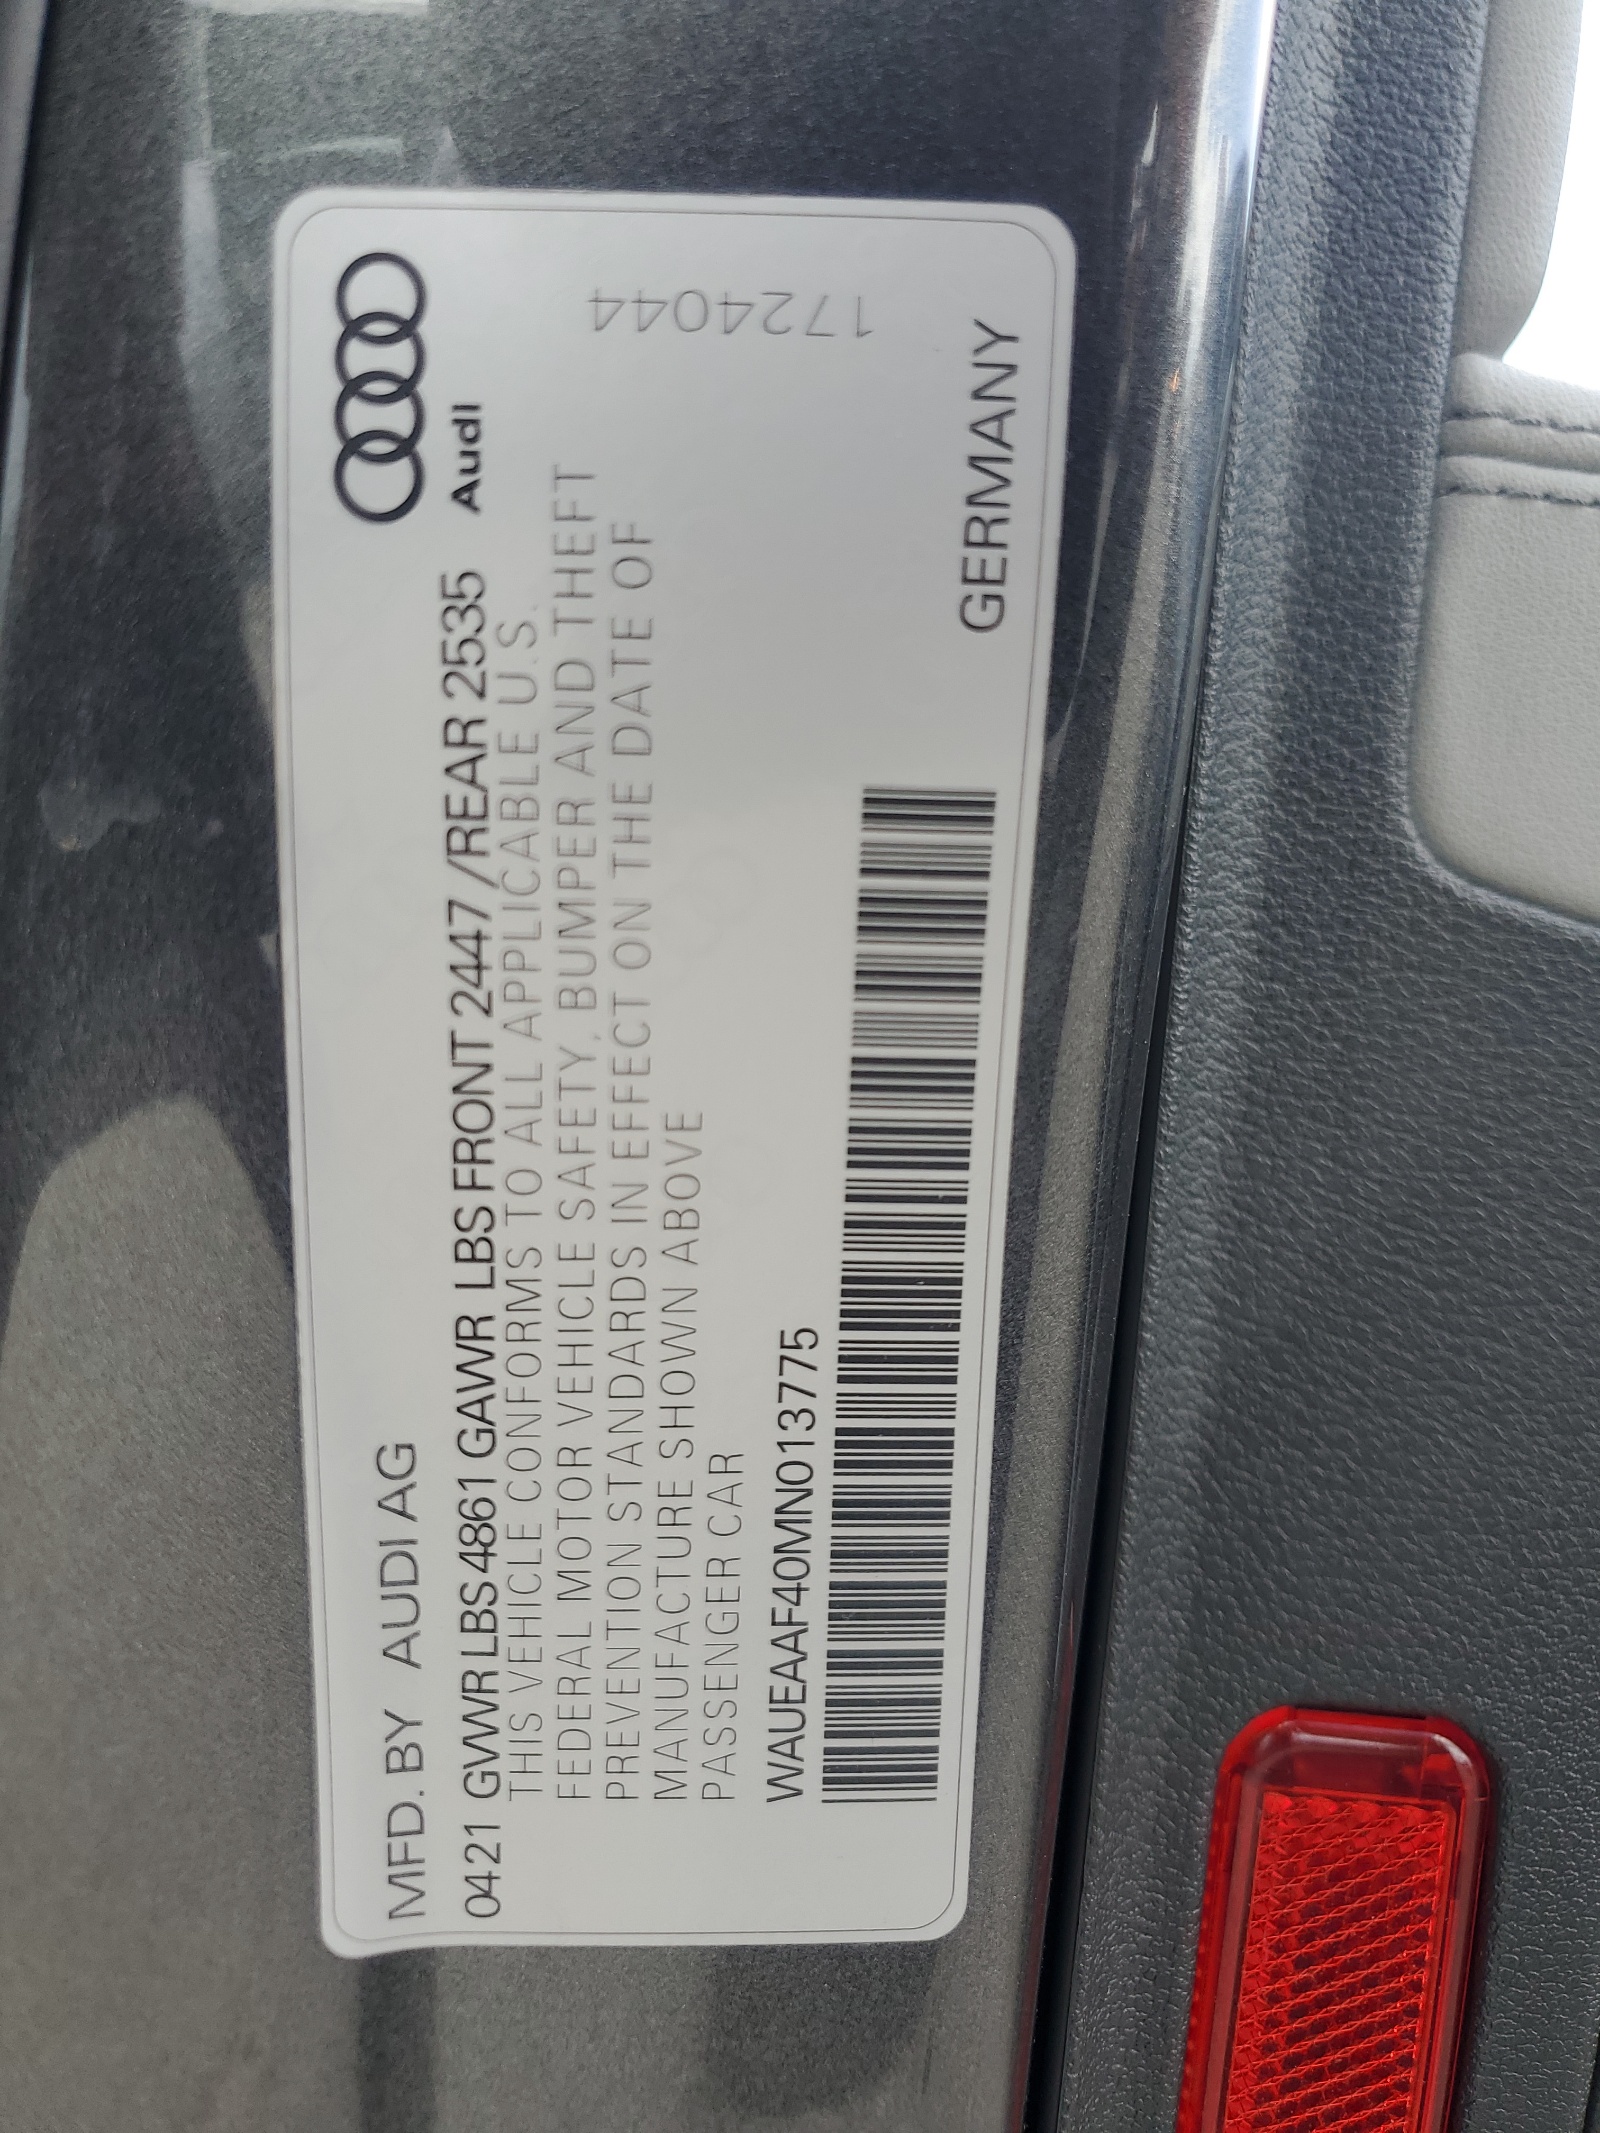 MFD. BY AUDI AG
Audi
0421 GVWR LBS 4861 GAWR LBS FRONT 2447 /REAR 2535
THIS VEHICLE CONFORMS TO ALL APPLICABLE U.S.
FEDERAL MOTOR VEHICLE SAFETY, BUMPER AND THEFT
PREVENTION STANDARDS IN EFFECT ON THE DATE OF
MANUFACTURE SHOWN ABOVE
PASSENGER CAR
1724044
WAUEAAF40MN013775
GERMANY